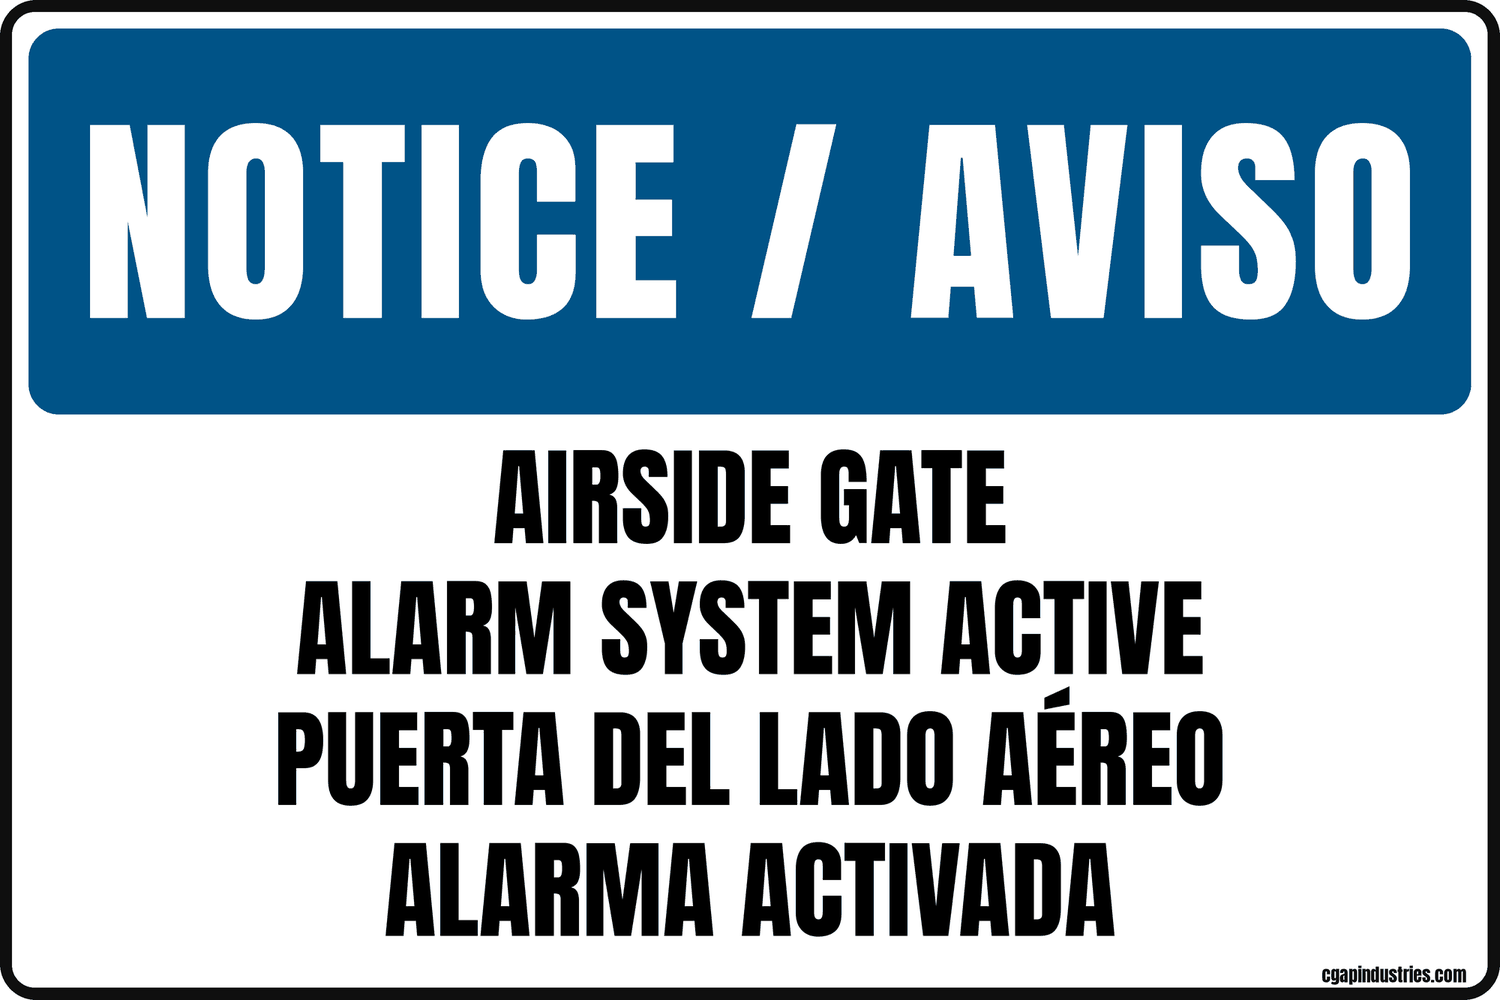 NOTICE / AVISO
AIRSIDE GATE
ALARM SYSTEM ACTIVE
PUERTA DEL LADO AÉREO
ALARMA ACTIVADA
cgapindustries.com